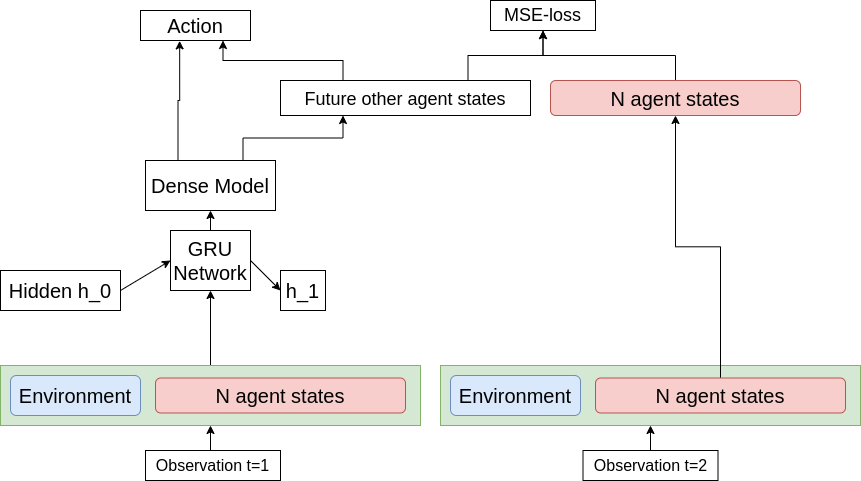 MSE-loss
Action
Future other agent states
N agent states
Dense Model
GRU
Network
Hidden h_0
h_1
Environment
N agent states
Environment
N agent states
Observation t=1
Observation t=2